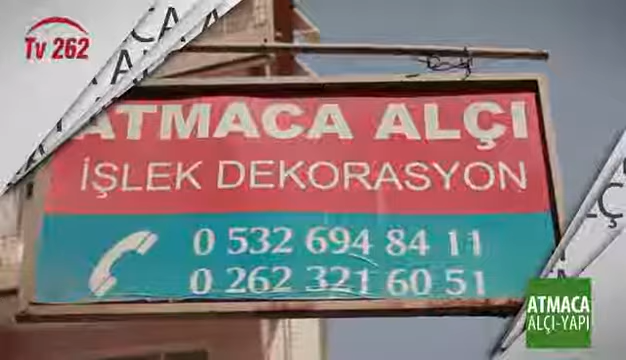 Tv 262
ATMACA ALÇI
İŞLEK DEKORASYON
0 532 694 84 11
0 262 321 60 51
ATMACA
ALÇI-YAPI